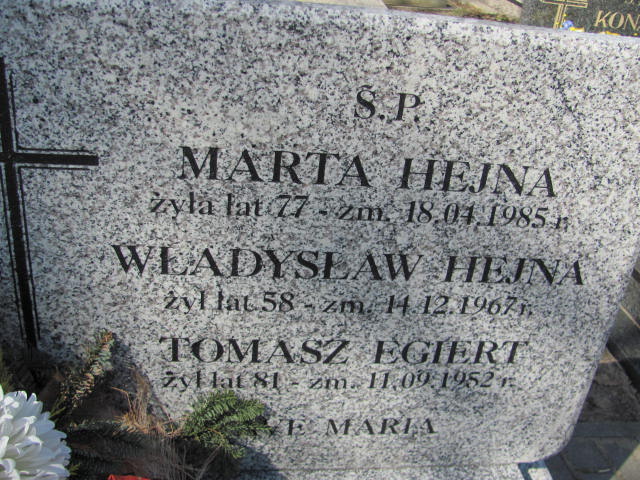 Ś.P.
MARTA HEJNA
żyła lat 77 - zm. 18.04.1985 r.
WŁADYSŁAW HEJNA
żył lat 58 - zm. 14.12.1967 r.
TOMASZ EGIERT
żył lat 81 - zm. 11.09.1952 r.
MARIA